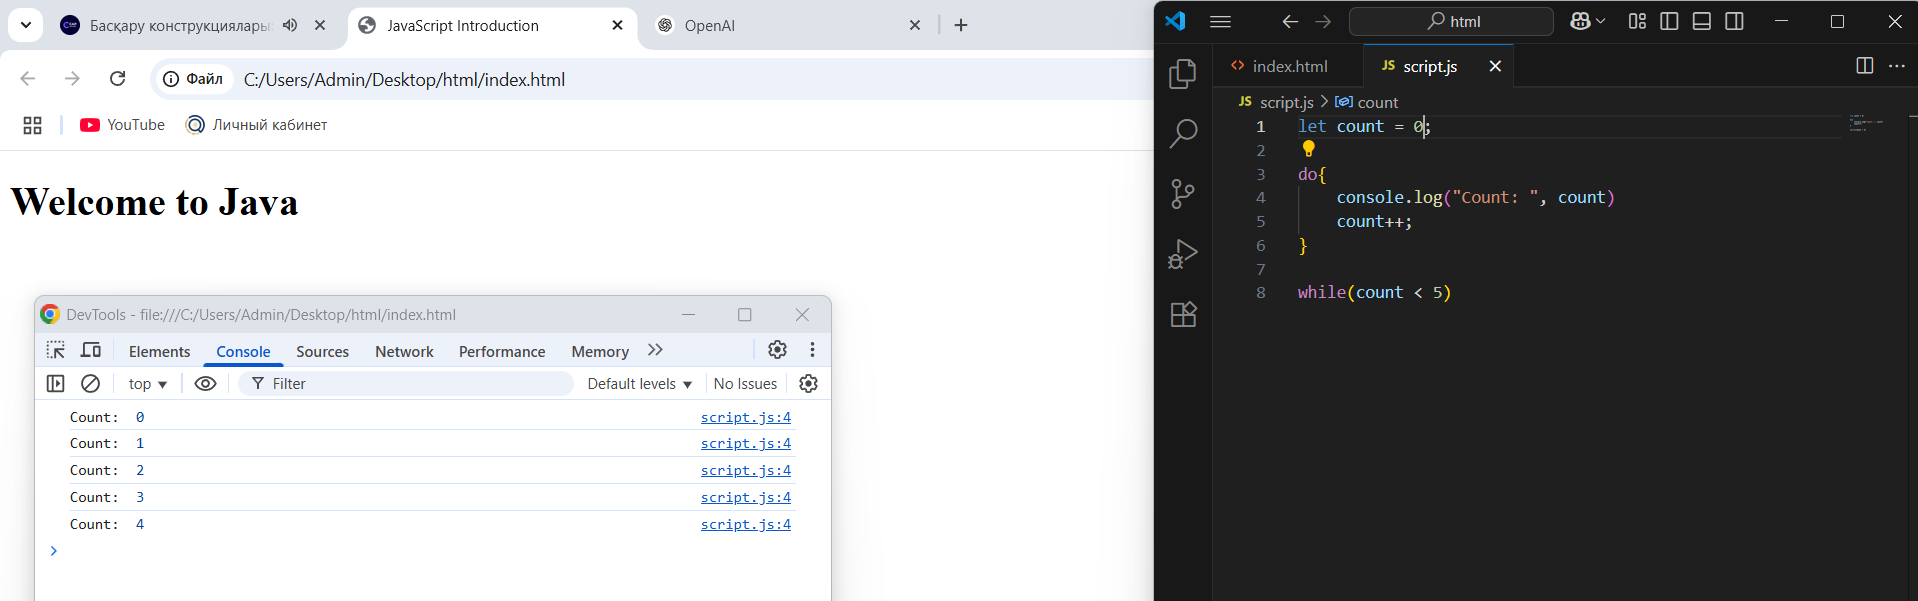 Басқару конструкциялары
JavaScript Introduction
OpenAI
Файл
C:/Users/Admin/Desktop/html/index.html
YouTube
Личный кабинет
Welcome to Java
DevTools - file:///C:/Users/Admin/Desktop/html/index.html
Elements Console Sources Network Performance Memory
top Filter Default levels No Issues
Count: 0 script.js:4
Count: 1 script.js:4
Count: 2 script.js:4
Count: 3 script.js:4
Count: 4 script.js:4
html
index.html
JS script.js
JS script.js > count
1 let count = 0;
2
3 do{
4 console.log("Count: ", count)
5 count++;
6 }
7
8 while(count < 5)